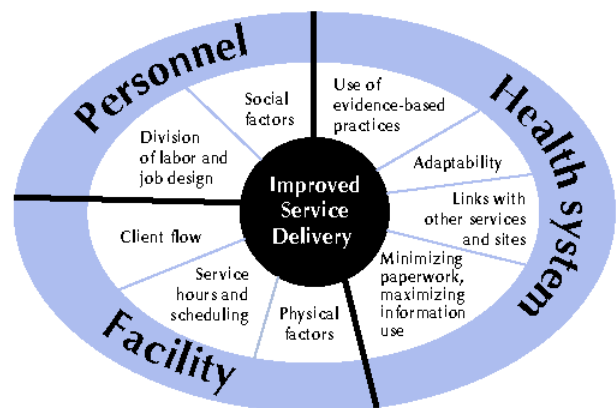 Personnel
Social
factors
Division
of labor and
job design
Health system
Use of
evidence-based
practices
Adaptability
Links with
other services
and sites
Minimizing
paperwork,
maximizing
information
use
Improved
Service
Delivery
Client flow
Service
hours and
scheduling
Physical
factors
Facility